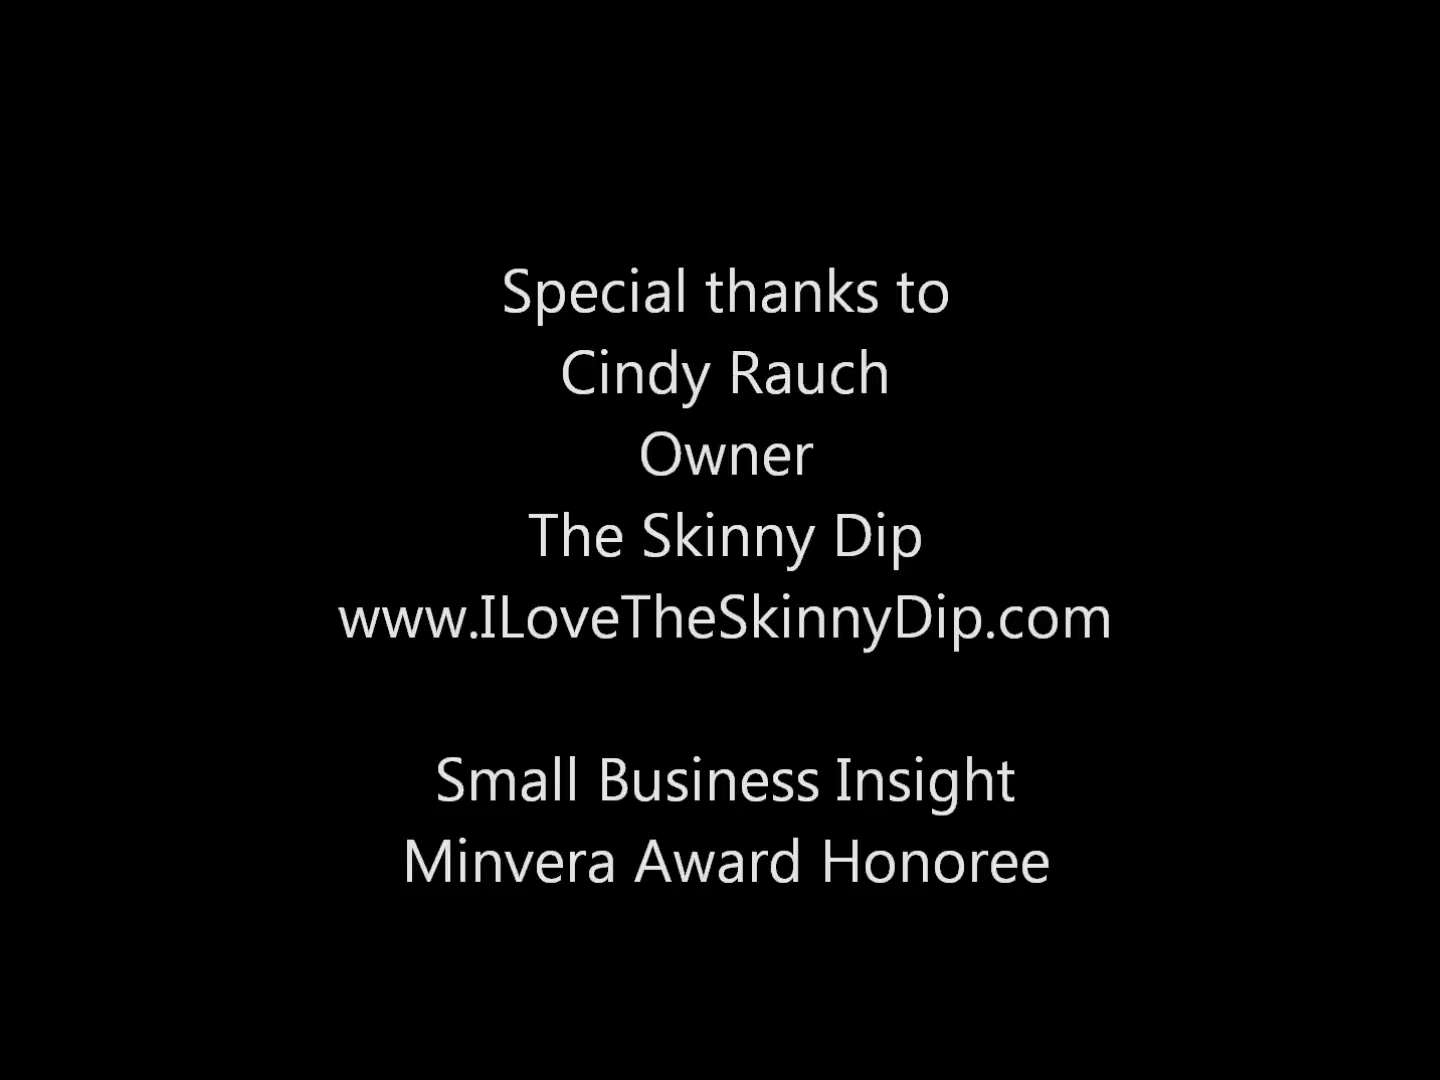 Special thanks to
Cindy Rauch
Owner
The Skinny Dip
www.ILoveTheSkinnyDip.com
Small Business Insight
Minvera Award Honoree